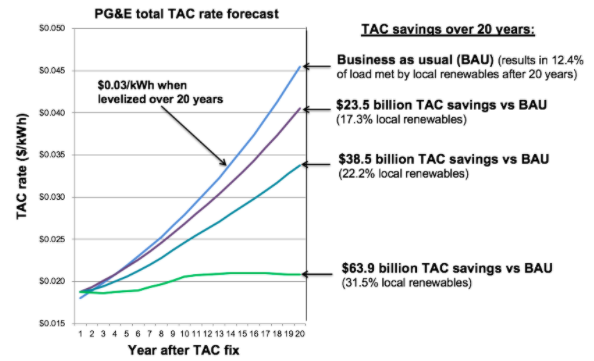 PG&E total TAC rate forecast
TAC savings over 20 years:
$0.050
$0.045
$0.040
$0.035
$0.030
$0.025
$0.020
$0.015
TAC rate ($/kWh)
$0.03/kWh when
levelized over 20 years
Business as usual (BAU) (results in 12.4%
of load met by local renewables after 20 years)
$23.5 billion TAC savings vs BAU
(17.3% local renewables)
$38.5 billion TAC savings vs BAU
(22.2% local renewables)
$63.9 billion TAC savings vs BAU
(31.5% local renewables)
1 2 3 4 5 6 7 8 9 10 11 12 13 14 15 16 17 18 19 20
Year after TAC fix